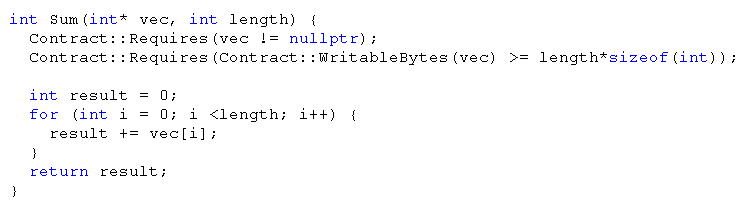 int Sum(int* vec, int length) {
  Contract::Requires(vec != nullptr);
  Contract::Requires(Contract::WritableBytes(vec) >= length*sizeof(int));

  int result = 0;
  for (int i = 0; i <length; i++) {
    result += vec[i];
  }
  return result;
}